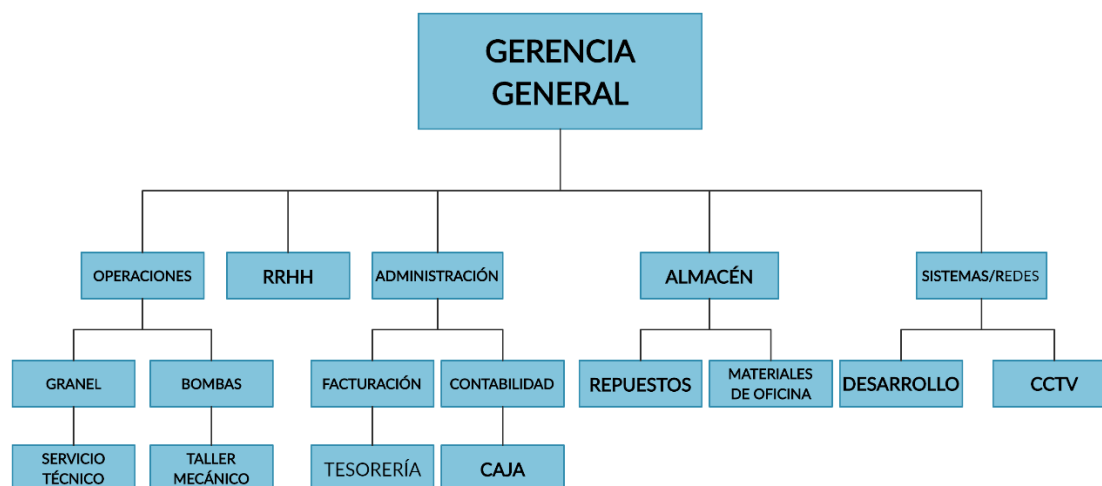 GERENCIA
GENERAL
OPERACIONES
RRHH
ADMINISTRACIÓN
ALMACÉN
SISTEMAS/REDES
GRANEL
BOMBAS
FACTURACIÓN
CONTABILIDAD
REPUESTOS
MATERIALES
DE OFICINA
DESARROLLO
CCTV
SERVICIO
TÉCNICO
TALLER
MECÁNICO
TESORERÍA
CAJA